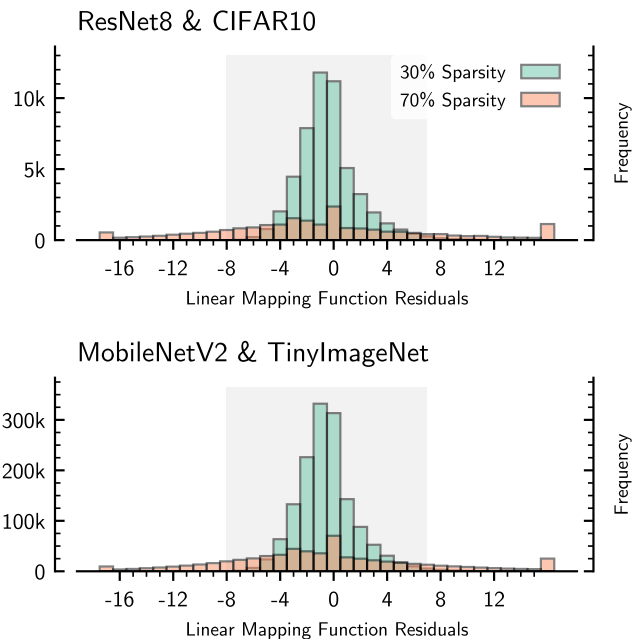 ResNet8 & CIFAR10
30% Sparsity
70% Sparsity
10k
5k
0
Frequency
-16 -12 -8 -4 0 4 8 12
Linear Mapping Function Residuals
MobileNetV2 & TinyImageNet
300k
200k
100k
0
Frequency
-16 -12 -8 -4 0 4 8 12
Linear Mapping Function Residuals